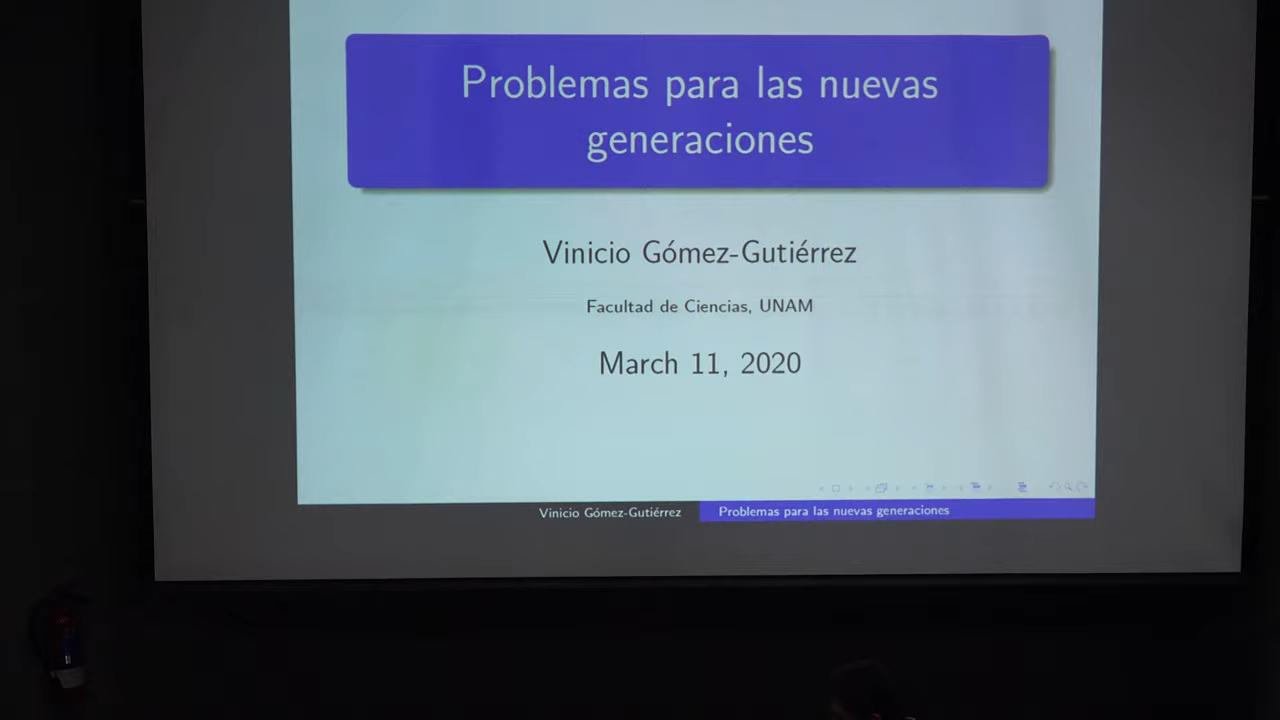 Problemas para las nuevas
generaciones
Vinicio Gómez-Gutiérrez
Facultad de Ciencias, UNAM
March 11, 2020
Vinicio Gómez-Gutiérrez
Problemas para las nuevas generaciones